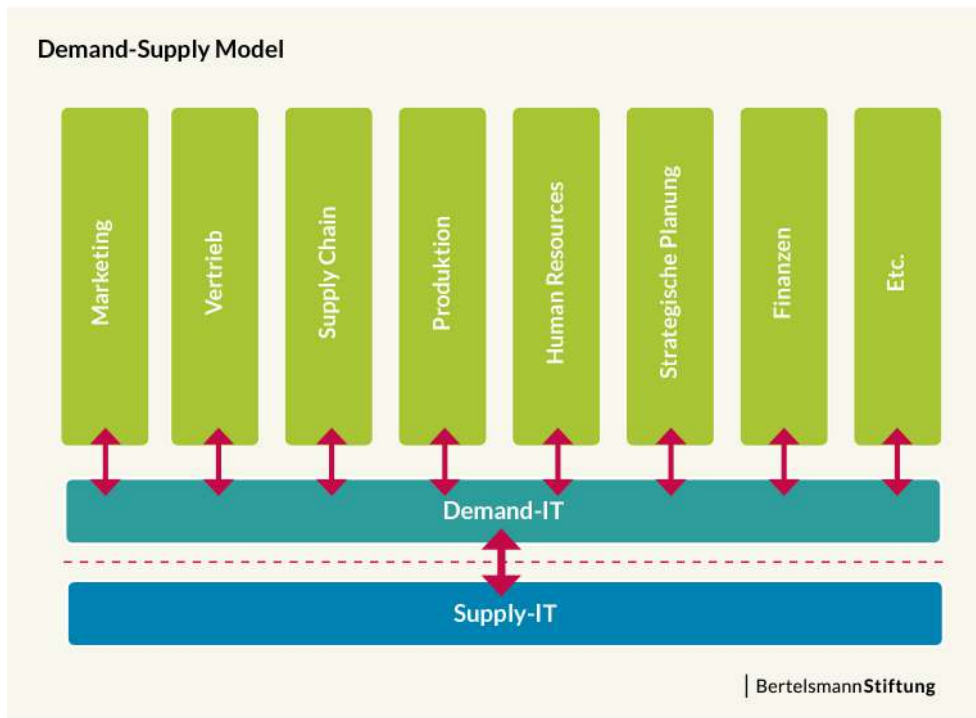 Demand-Supply Model
Marketing
Vertrieb
Supply Chain
Produktion
Human Resources
Strategische Planung
Finanzen
Etc.
Demand-IT
Supply-IT
BertelsmannStiftung